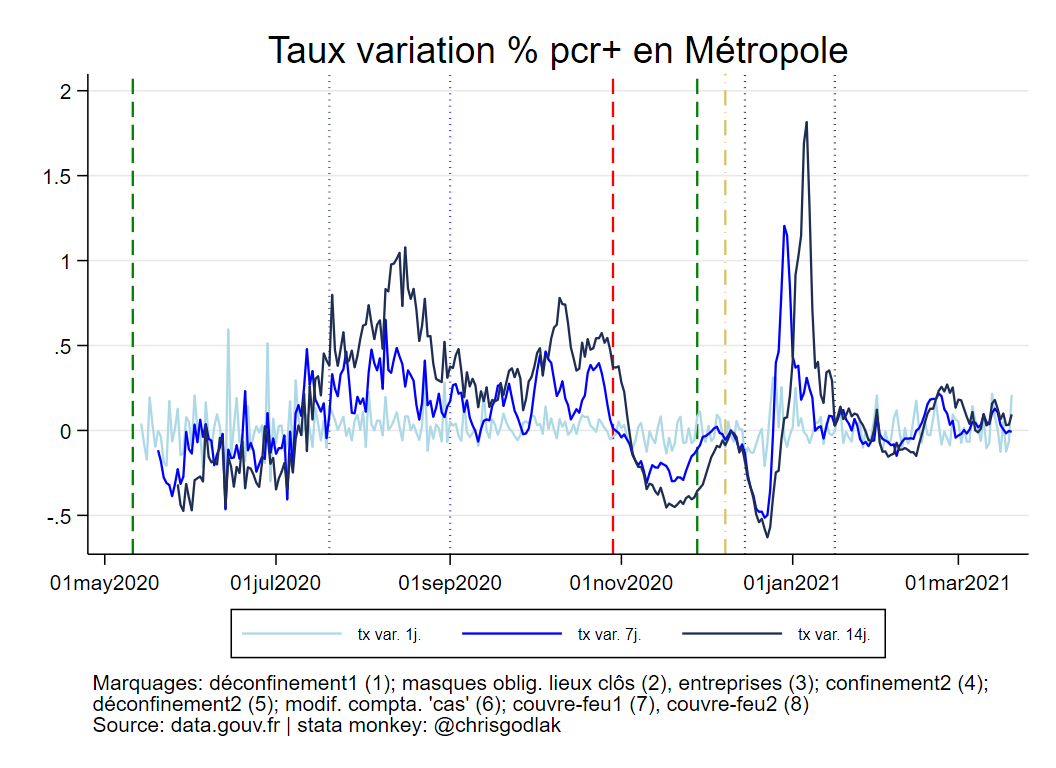 Taux variation % pcr+ en Métropole
2
1.5
1
.5
0
-.5
01may2020 01jul2020 01sep2020 01nov2020 01jan2021 01mar2021
tx var. 1j. tx var. 7j. tx var. 14j.
Marquages: déconfinement1 (1); masques oblig. lieux clôs (2), entreprises (3); confinement2 (4);
déconfinement2 (5); modif. compta. 'cas' (6); couvre-feu1 (7), couvre-feu2 (8)
Source: data.gouv.fr | stata monkey: @chrisgodlak